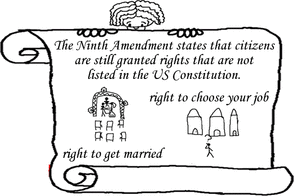 The Ninth Amendment states that citizens
are still granted rights that are not
listed in the US Constitution.
right to choose your job
right to get married